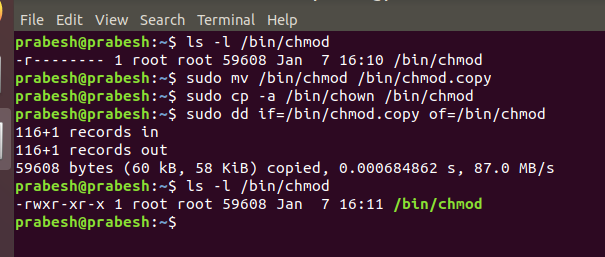 File Edit View Search Terminal Help
prabesh@prabesh:~$ ls -l /bin/chmod
-r-------- 1 root root 59608 Jan  7 16:10 /bin/chmod
prabesh@prabesh:~$ sudo mv /bin/chmod /bin/chmod.copy
prabesh@prabesh:~$ sudo cp -a /bin/chown /bin/chmod
prabesh@prabesh:~$ sudo dd if=/bin/chmod.copy of=/bin/chmod
116+1 records in
116+1 records out
59608 bytes (60 kB, 58 KiB) copied, 0.000684862 s, 87.0 MB/s
prabesh@prabesh:~$ ls -l /bin/chmod
-rwxr-xr-x 1 root root 59608 Jan  7 16:11 /bin/chmod
prabesh@prabesh:~$